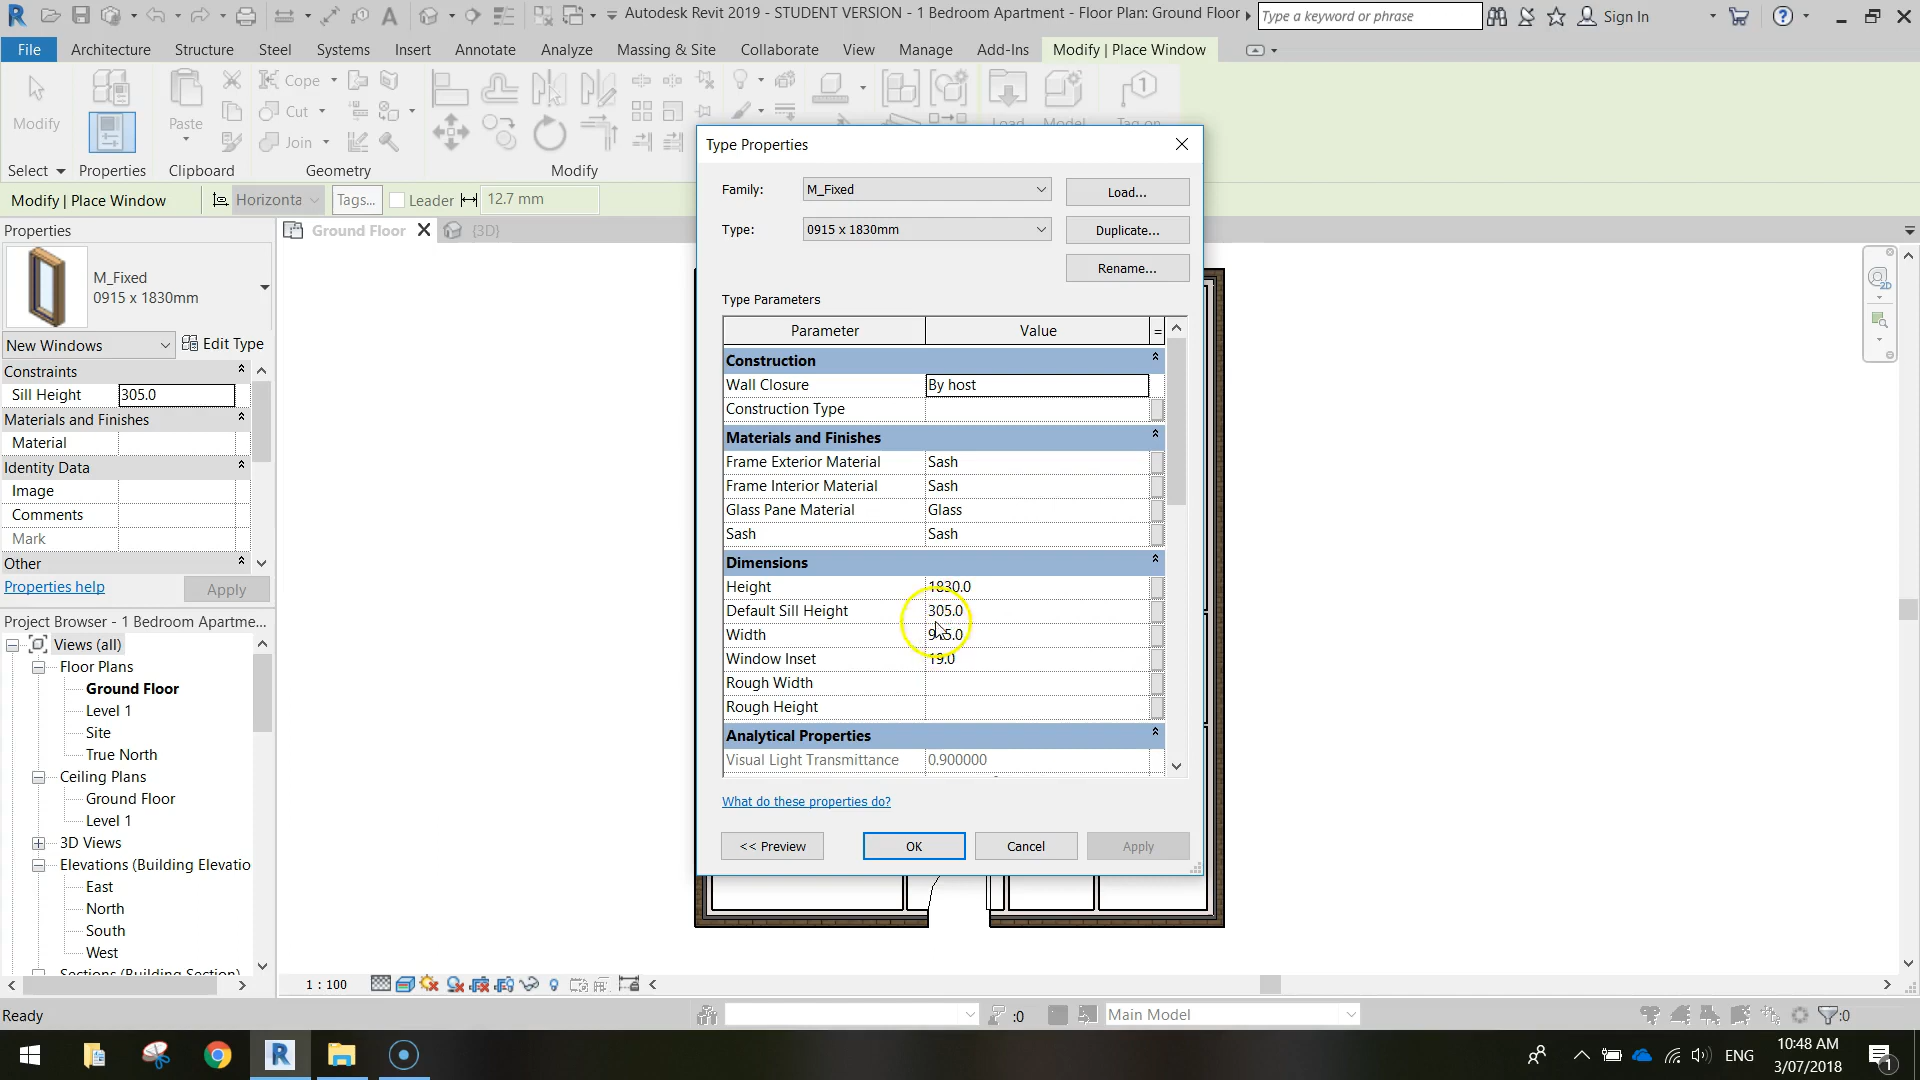 Autodesk Revit 2019 - STUDENT VERSION - 1 Bedroom Apartment - Floor Plan: Ground Floor
Type a keyword or phrase
Sign In
File
Architecture
Structure
Steel
Systems
Insert
Annotate
Analyze
Massing & Site
Collaborate
View
Manage
Add-Ins
Modify | Place Window
Modify
Paste
Cope
Cut
Join
Select
Properties
Clipboard
Geometry
Modify
Modify | Place Window
Horizonta
Tags...
Leader
12.7 mm
Properties
Ground Floor
{3D}
M_Fixed
0915 x 1830mm
New Windows
Edit Type
Constraints
Sill Height 305.0
Materials and Finishes
Material
Identity Data
Image
Comments
Mark
Other
Properties help
Apply
Project Browser - 1 Bedroom Apartme...
Views (all)
Floor Plans
Ground Floor
Level 1
Site
True North
Ceiling Plans
Ground Floor
Level 1
3D Views
Elevations (Building Elevatio
East
North
South
West
Sections (Building Section)
Type Properties
Family: M_Fixed Load...
Type: 0915 x 1830mm Duplicate...
Rename...
Type Parameters
Parameter Value =
Construction
Wall Closure By host
Construction Type
Materials and Finishes
Frame Exterior Material Sash
Frame Interior Material Sash
Glass Pane Material Glass
Sash Sash
Dimensions
Height 1830.0
Default Sill Height 305.0
Width
Window Inset 19.0
Rough Width
Rough Height
Analytical Properties
Visual Light Transmittance 0.900000
What do these properties do?
<< Preview OK Cancel Apply
1 : 100
Ready
:0
Main Model
:0
ENG
10:48 AM
3/07/2018
1